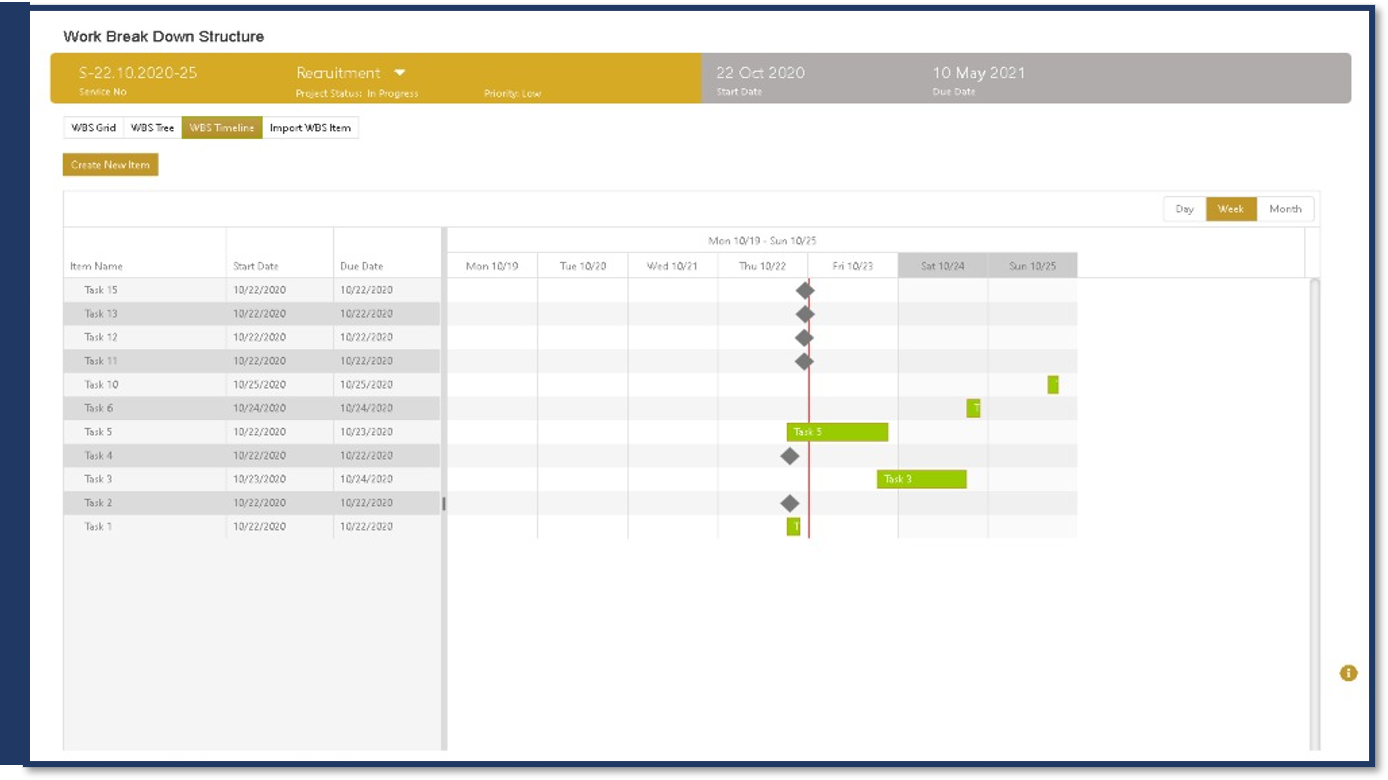 Work Break Down Structure
S-22.10.2020-25 Recruitment 22 Oct 2020 10 May 2021
Service No Project Status: In Progress Priority: Low Start Date Due Date
WBS Grid WBS Tree WBS Timeline Import WBS Item
Create New Item
Day Week Month
Mon 10/19 - Sun 10/25
Item Name Start Date Due Date Mon 10/19 Tue 10/20 Wed 10/21 Thu 10/22 Fri 10/23 Sat 10/24 Sun 10/25
Task 15 10/22/2020 10/22/2020
Task 13 10/22/2020 10/22/2020
Task 12 10/22/2020 10/22/2020
Task 11 10/22/2020 10/22/2020
Task 10 10/25/2020 10/25/2020
Task 6 10/24/2020 10/24/2020 T
Task 5 10/22/2020 10/23/2020 Task 5
Task 4 10/22/2020 10/22/2020
Task 3 10/23/2020 10/24/2020 Task 3
Task 2 10/22/2020 10/22/2020
Task 1 10/22/2020 10/22/2020 T
i